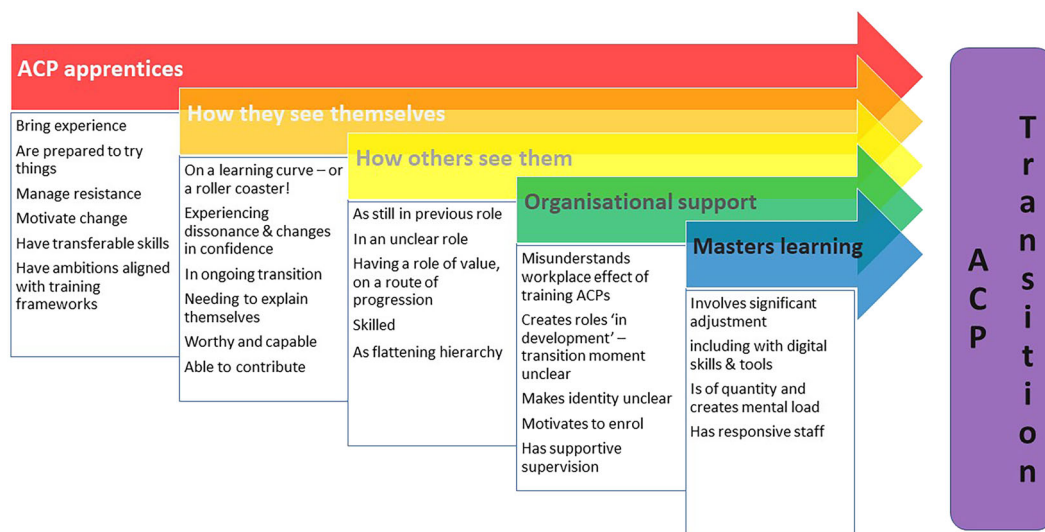 ACP apprentices
Bring experience
Are prepared to try
things
Manage resistance
Motivate change
Have transferable skills
Have ambitions aligned
with training
frameworks
How they see themselves
On a learning curve – or
a roller coaster!
Experiencing
dissonance & changes
in confidence
In ongoing transition
Needing to explain
themselves
Worthy and capable
Able to contribute
How others see them
As still in previous role
In an unclear role
Having a role of value,
on a route of
progression
Skilled
As flattening hierarchy
Organisational support
Misunderstands
workplace effect of
training ACPs
Creates roles ‘in
development’ –
transition moment
unclear
Makes identity unclear
Motivates to enrol
Has supportive
supervision
Masters learning
Involves significant
adjustment
including with digital
skills & tools
Is of quantity and
creates mental load
Has responsive staff
ACP
Transition